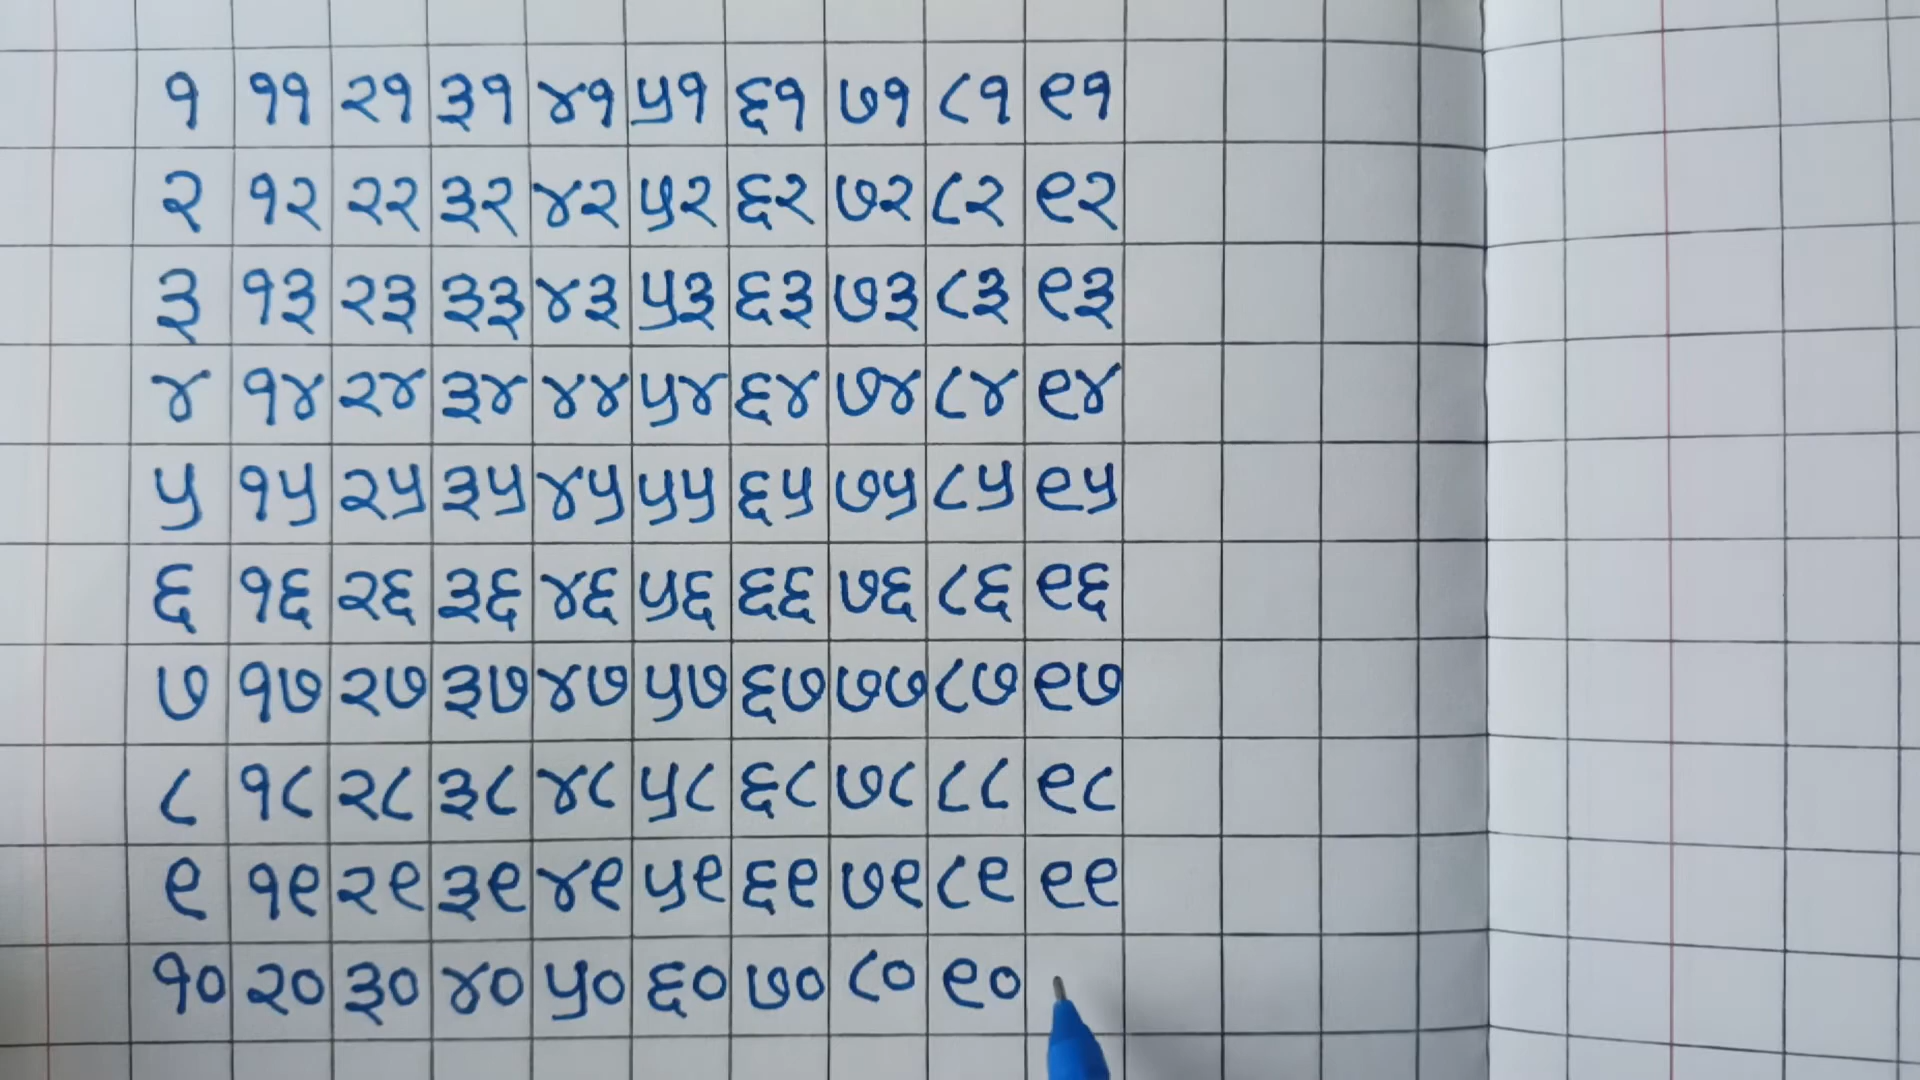 १ ११ २१ ३१ ४१ ५१ ६१ ७१ ८१ ९१
२ १२ २२ ३२ ४२ ५२ ६२ ७२ ८२ ९२
३ १३ २३ ३३ ४३ ५३ ६३ ७३ ८३ ९३
४ १४ २४ ३४ ४४ ५४ ६४ ७४ ८४ ९४
५ १५ २५ ३५ ४५ ५५ ६५ ७५ ८५ ९५
६ १६ २६ ३६ ४६ ५६ ६६ ७६ ८६ ९६
७ १७ २७ ३७ ४७ ५७ ६७ ७७ ८७ ९७
८ १८ २८ ३८ ४८ ५८ ६८ ७८ ८८ ९८
९ १९ २९ ३९ ४९ ५९ ६९ ७९ ८९ ९९
१० २० ३० ४० ५० ६० ७० ८० ९०